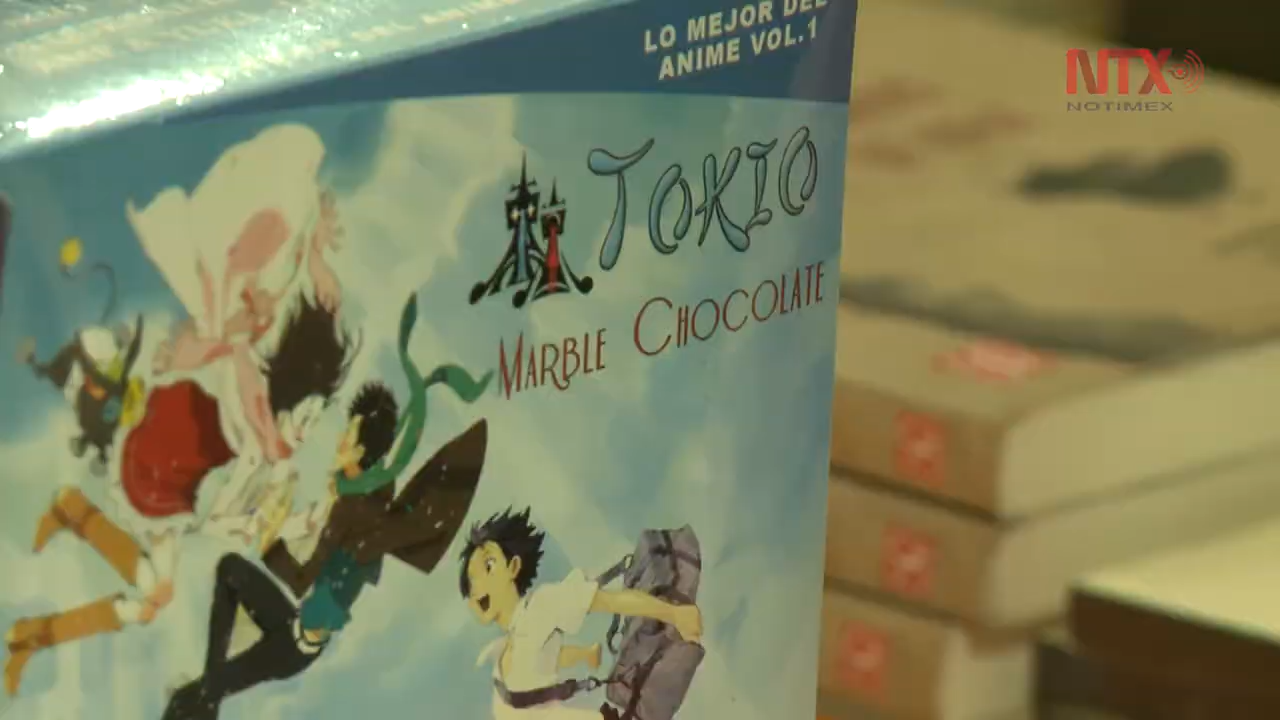 LO MEJOR DEL
ANIME VOL.1
TOKIO
MARBLE CHOCOLATE
NTX
NOTIMEX